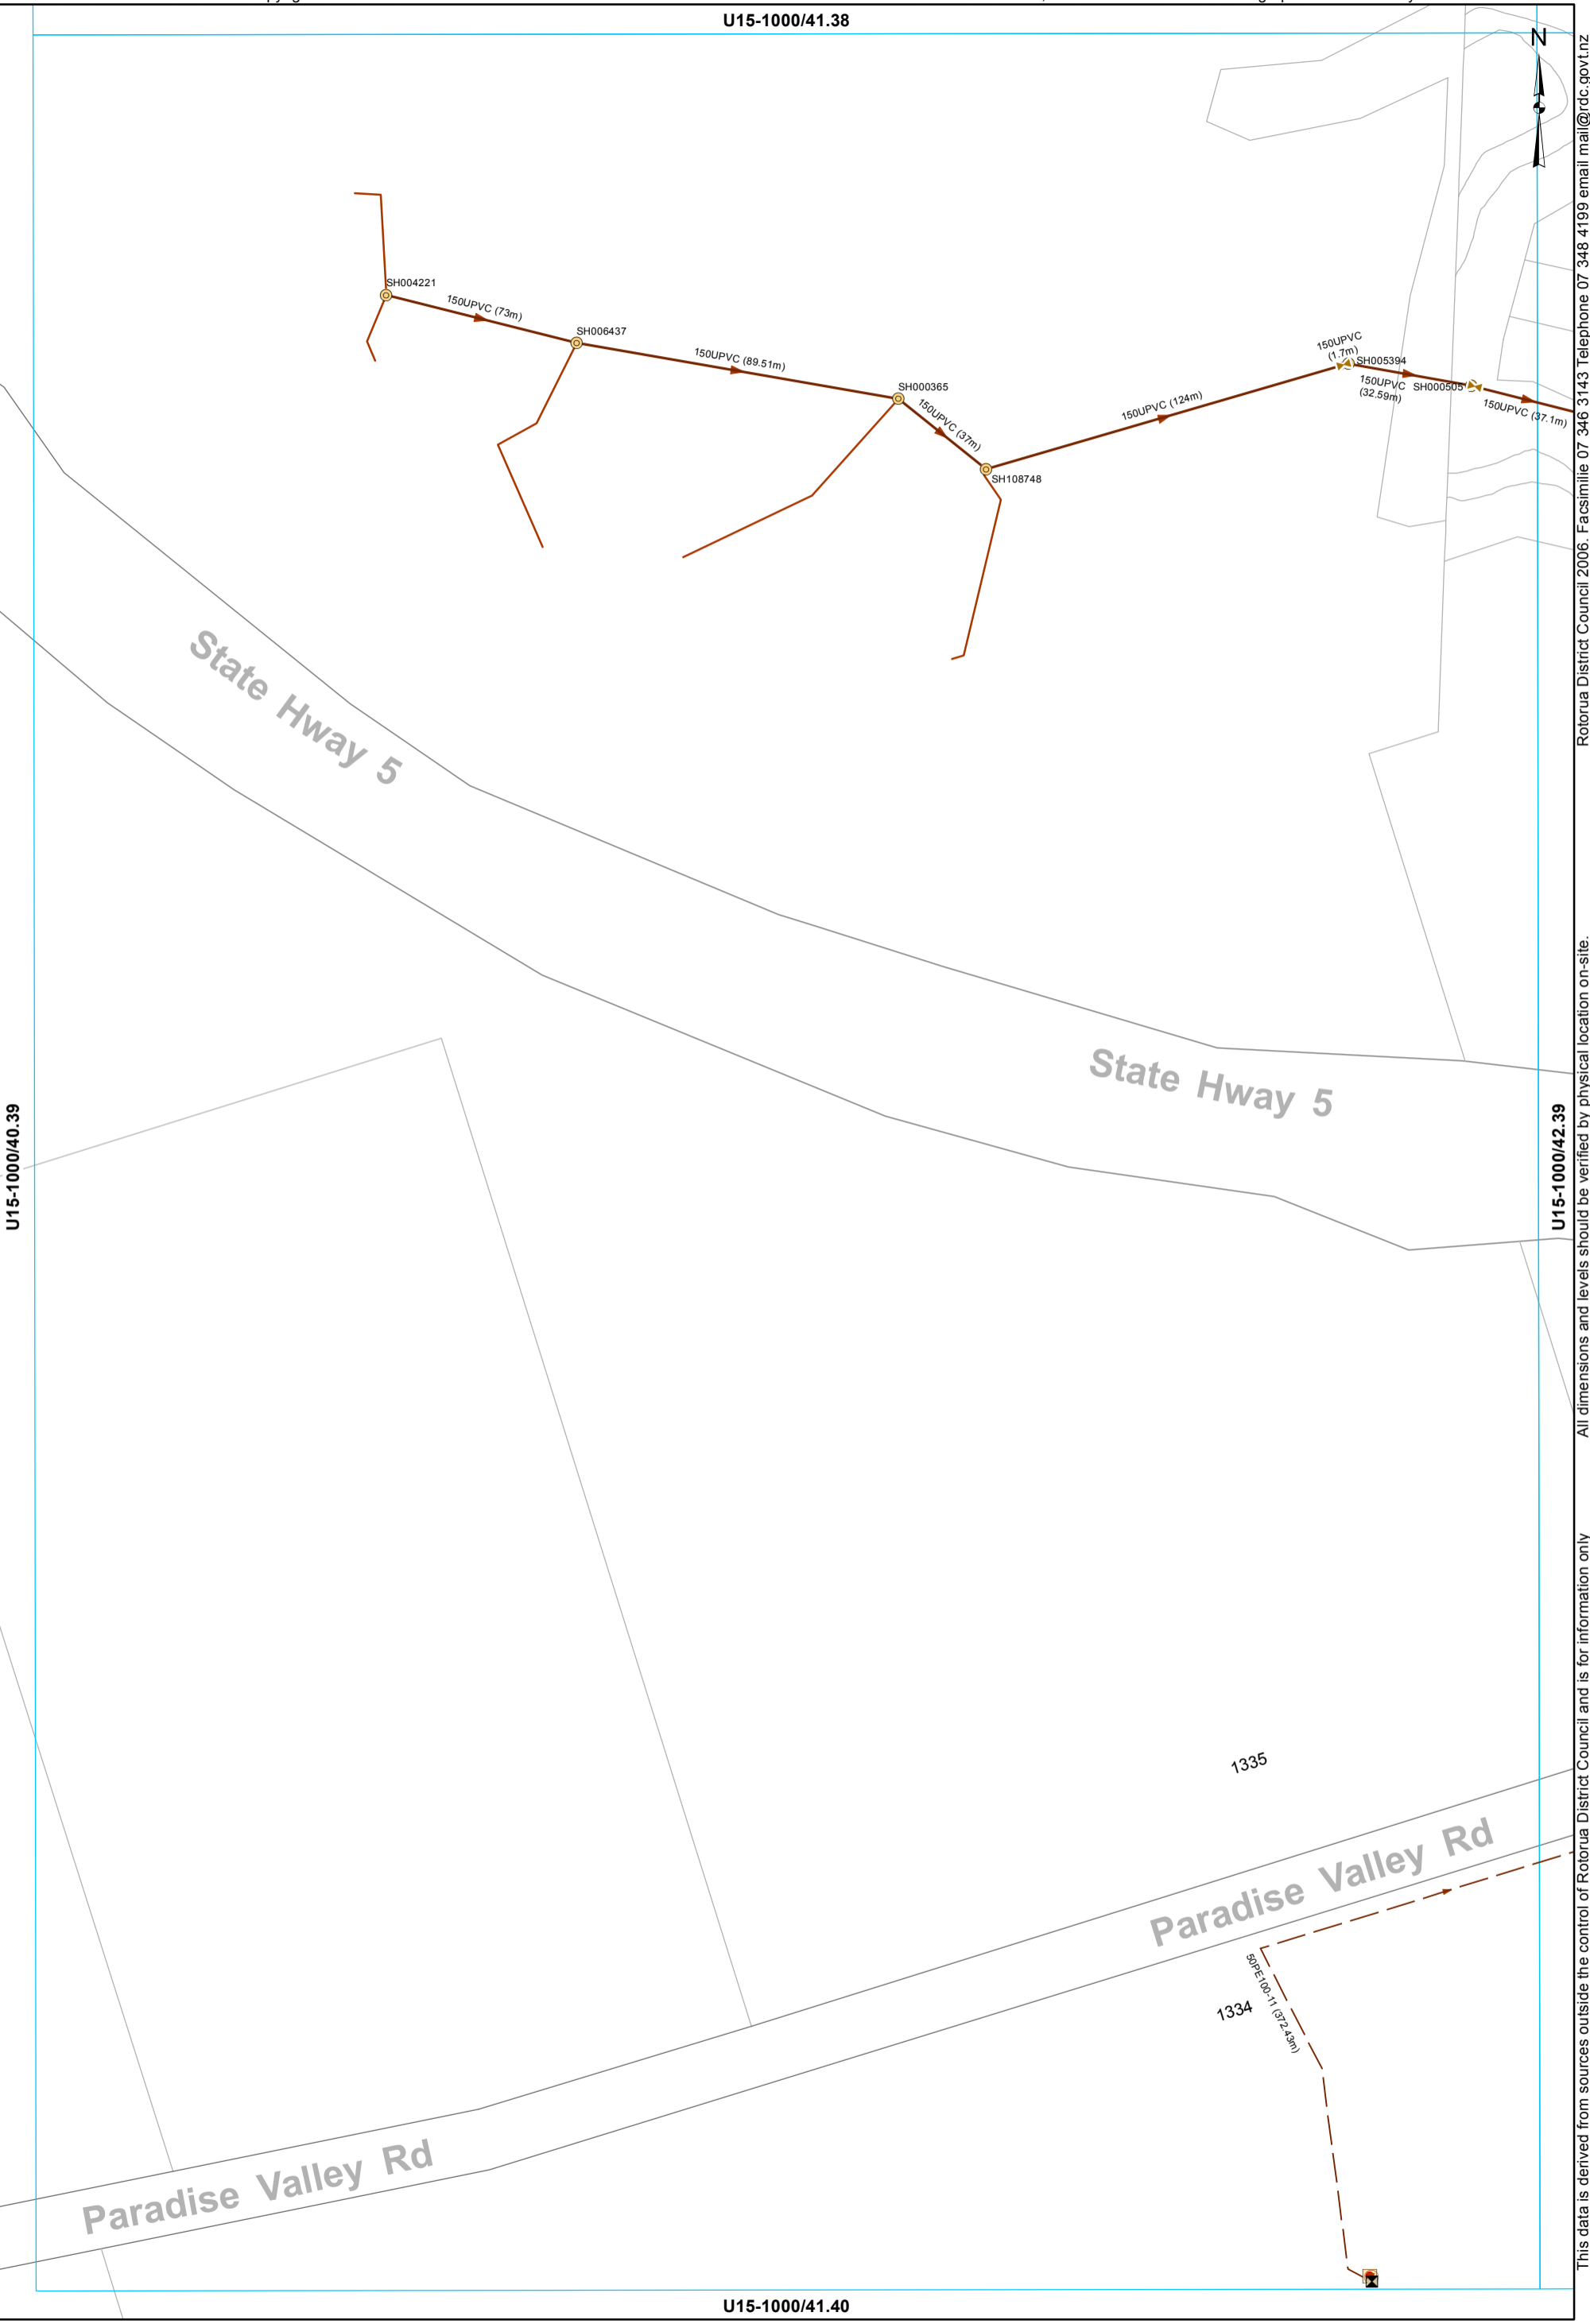 U15-1000/41.38
N
SH004221
150UPVC (73m)
SH006437
150UPVC (89.51m)
SH000365
150UPVC (37m)
SH108748
150UPVC (124m)
150UPVC
(1.7m)
SH005394
150UPVC
(32.59m)
SH000505
150UPVC (37.1m)
State Hway 5
State Hway 5
U15-1000/40.39
U15-1000/42.39
1335
Paradise Valley Rd
50PE100-11 (372.43m)
1334
Paradise Valley Rd
U15-1000/41.40
This data is derived from sources outside the control of Rotorua District Council and is for information only
All dimensions and levels should be verified by physical location on-site.
Rotorua District Council 2006. Facsimilie 07 346 3143 Telephone 07 348 4199 email mail@rdc.govt.nz